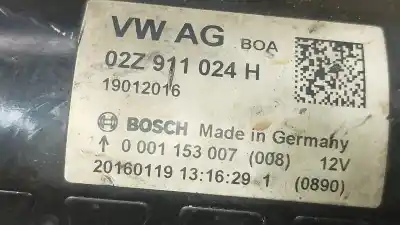 VW AG BOA
02Z 911 024 H
19012016
BOSCH Made in Germany
↑ 0 001 153 007 (008) 12V
20160119 13:16:29 1 (0890)